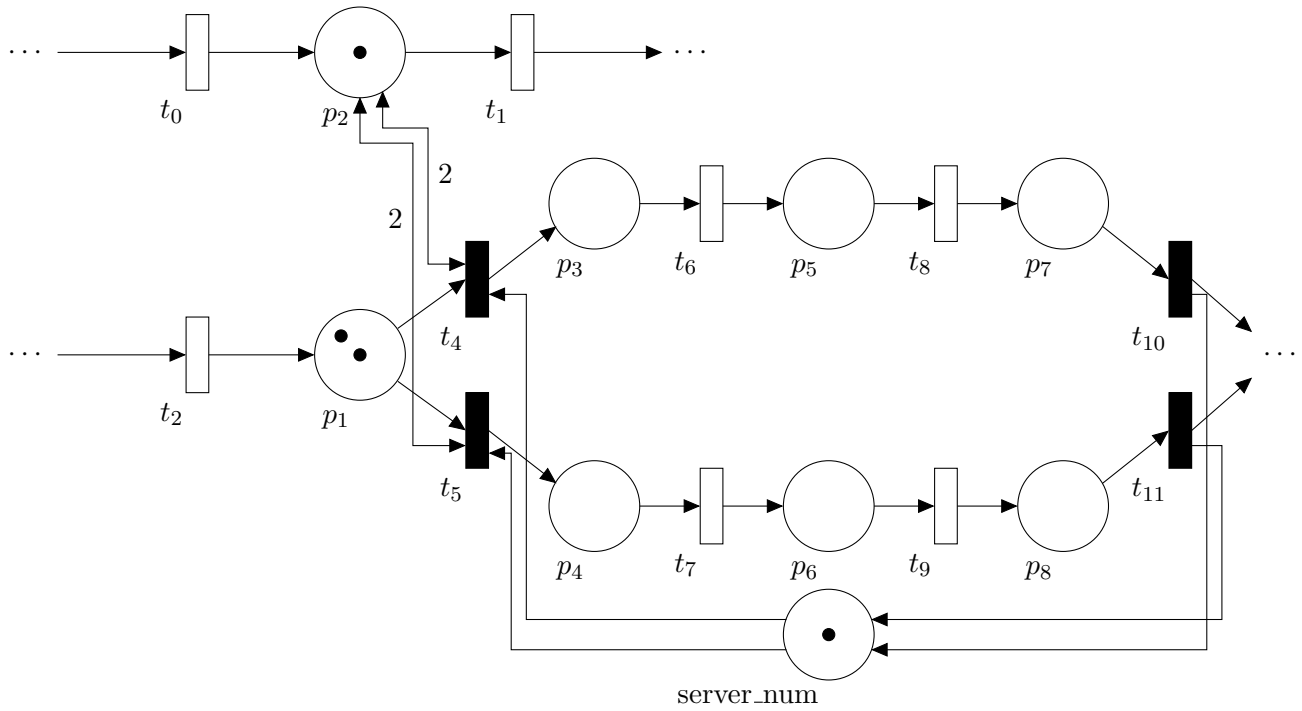 ... ...
t0 p2 t1
2
2
p3 t6 p5 t8 p7
t4 t10
... ...
t2 p1
t5 t11
p4 t7 p6 t9 p8
server_num